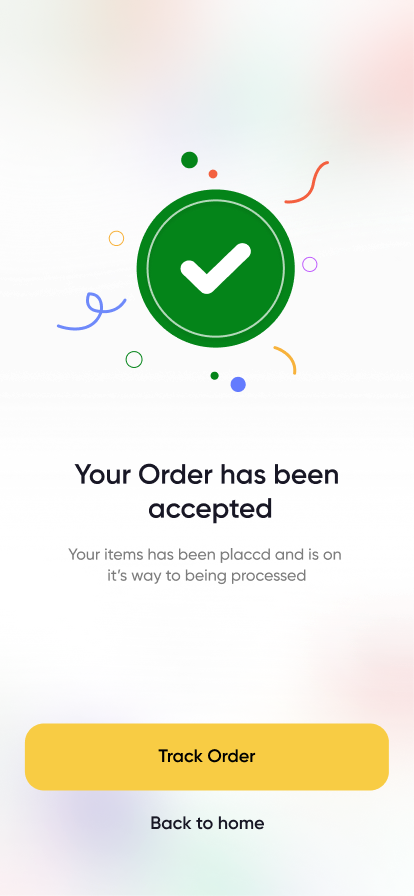 Your Order has been
accepted
Your items has been placcd and is on
it’s way to being processed
Track Order
Back to home